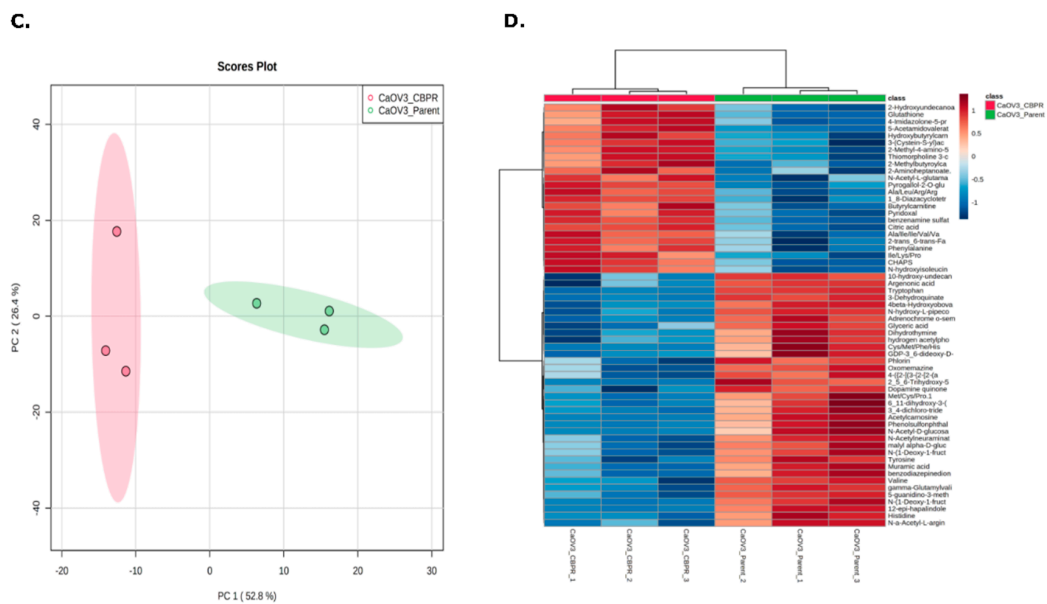 C.
D.
Scores Plot
CaOV3_CBPR
CaOV3_Parent
40
20
0
-20
-40
-20
-10
0
10
20
30
PC 2 ( 26.4 %)
PC 1 ( 52.8 %)
class
2-Hydroxyundecanoa
Glutathione
4-Imidazolone-5-pr
5-Acetamidovalerat
Hydroxybutyrylcarn
3-(Cystein-S-yl)ac
2-Methyl-4-amino-5
Thiomorpholine 3-c
2-Methylbutyroylca
2-Aminoheptanoate.
N-Acetyl-L-glutama
Pyrogallol-2-O-glu
Ala/Leu/Arg/Arg
1_8-Diazacyclotetr
Butyrylcarnitine
Pyridoxal
benzenamine sulfat
Citric acid
Ala/Ile/Ile/Val/Va
2-trans_6-trans-Fa
Phenylalanine
Ile/Lys/Pro
CHAPS
N-hydroxyisoleucin
10-hydroxy-undecan
Argenonic acid
Tryptophan
3-Dehydroquinate
4beta-Hydroxyobova
N-hydroxy-L-pipeco
Adrenochrome o-sem
Glyceric acid
Dihydrothymine
hydrogen acetylpho
Cys/Met/Phe/His
GDP-3_6-dideoxy-D-
Phlorin
Oxomemazine
4-({2-[(3-{2-[2-(a
2_5_6-Trihydroxy-5
Dopamine quinone
Met/Cys/Pro.1
6_11-dihydroxy-3-(
3_4-dichloro-tride
Acetylcarnosine
Phenolsulfonphthal
N-Acetyl-D-glucosa
N-Acetylneuraminat
malyl alpha-D-gluc
N-(1-Deoxy-1-fruct
Tyrosine
Muramic acid
benzodiazepinedion
Valine
gamma-Glutamylvali
5-guanidino-3-meth
N-(1-Deoxy-1-fruct
12-epi-hapalindole
Histidine
N-a-Acetyl-L-argin
CaOV3_CBPR_1
CaOV3_CBPR_2
CaOV3_CBPR_3
CaOV3_Parent_2
CaOV3_Parent_1
CaOV3_Parent_3
1
0.5
0
-0.5
-1
class
CaOV3_CBPR
CaOV3_Parent